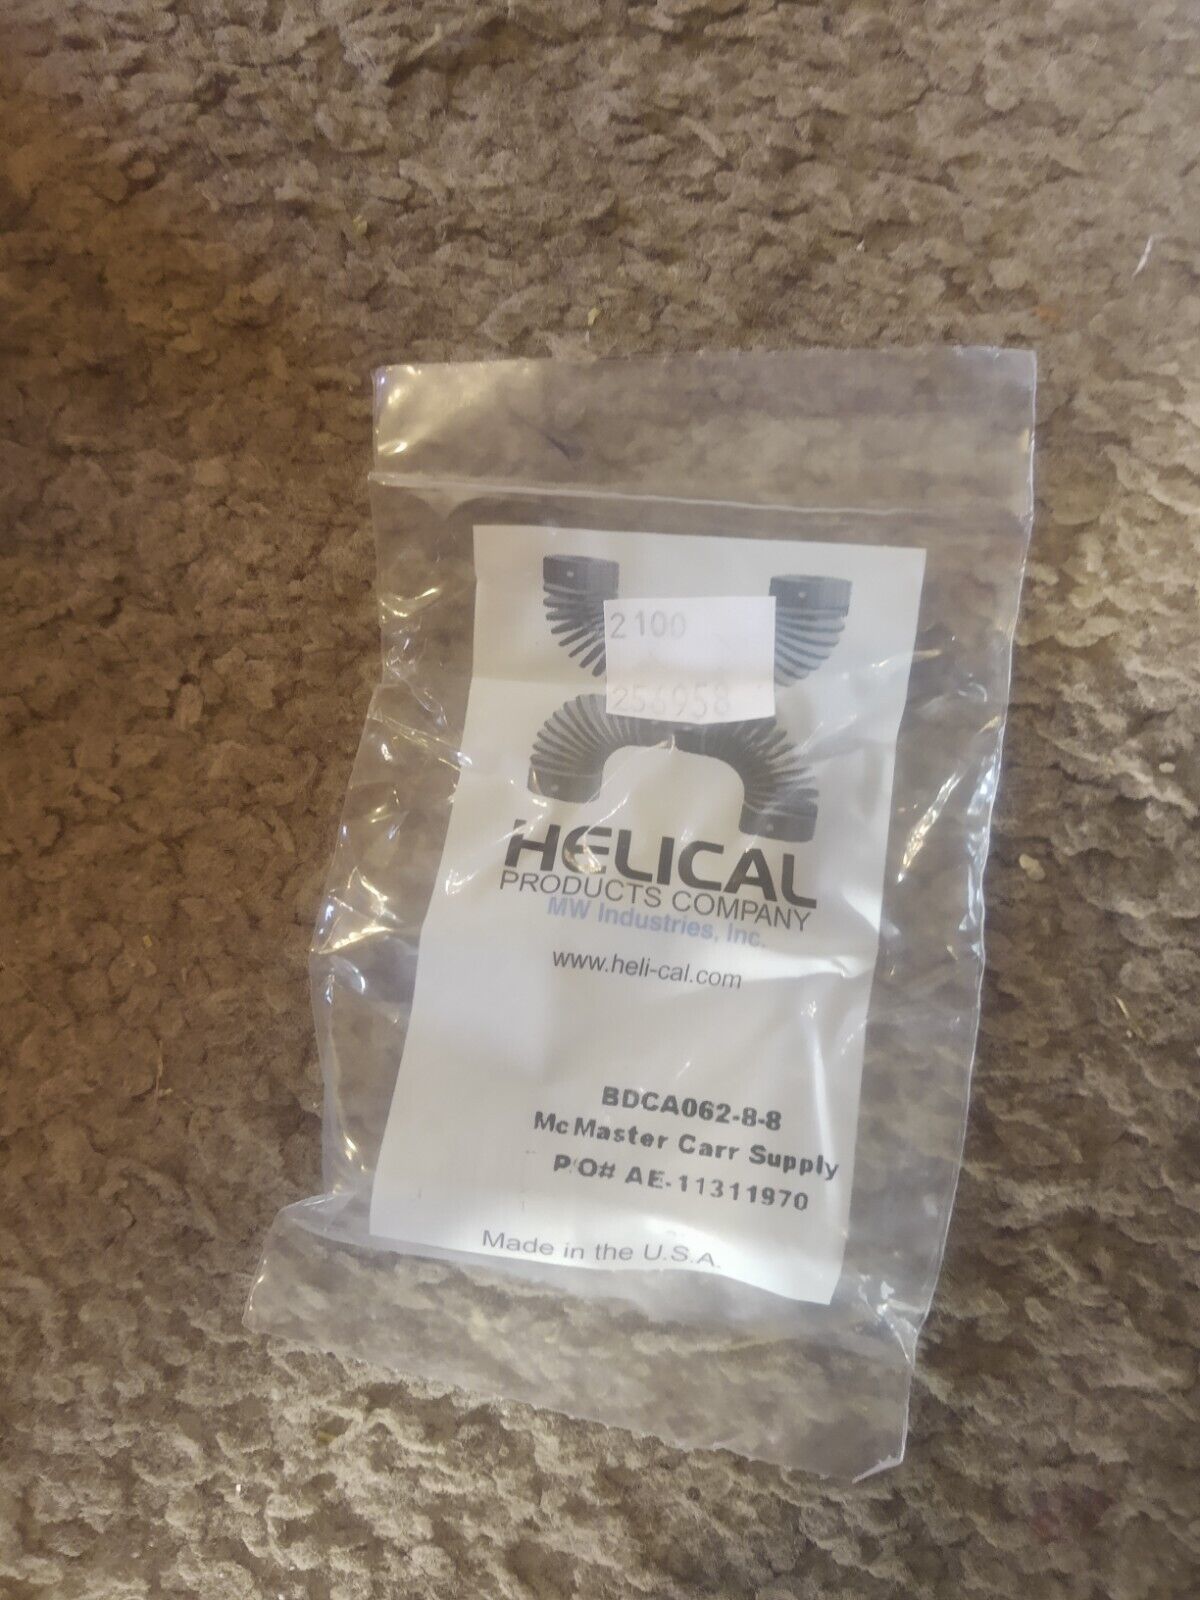 2100
256958
HELICAL
PRODUCTS COMPANY
MW Industries, Inc.
www.heli-cal.com
BDCA062-8-8
McMaster Carr Supply
P/O# AE-11311970
Made in the U.S.A.